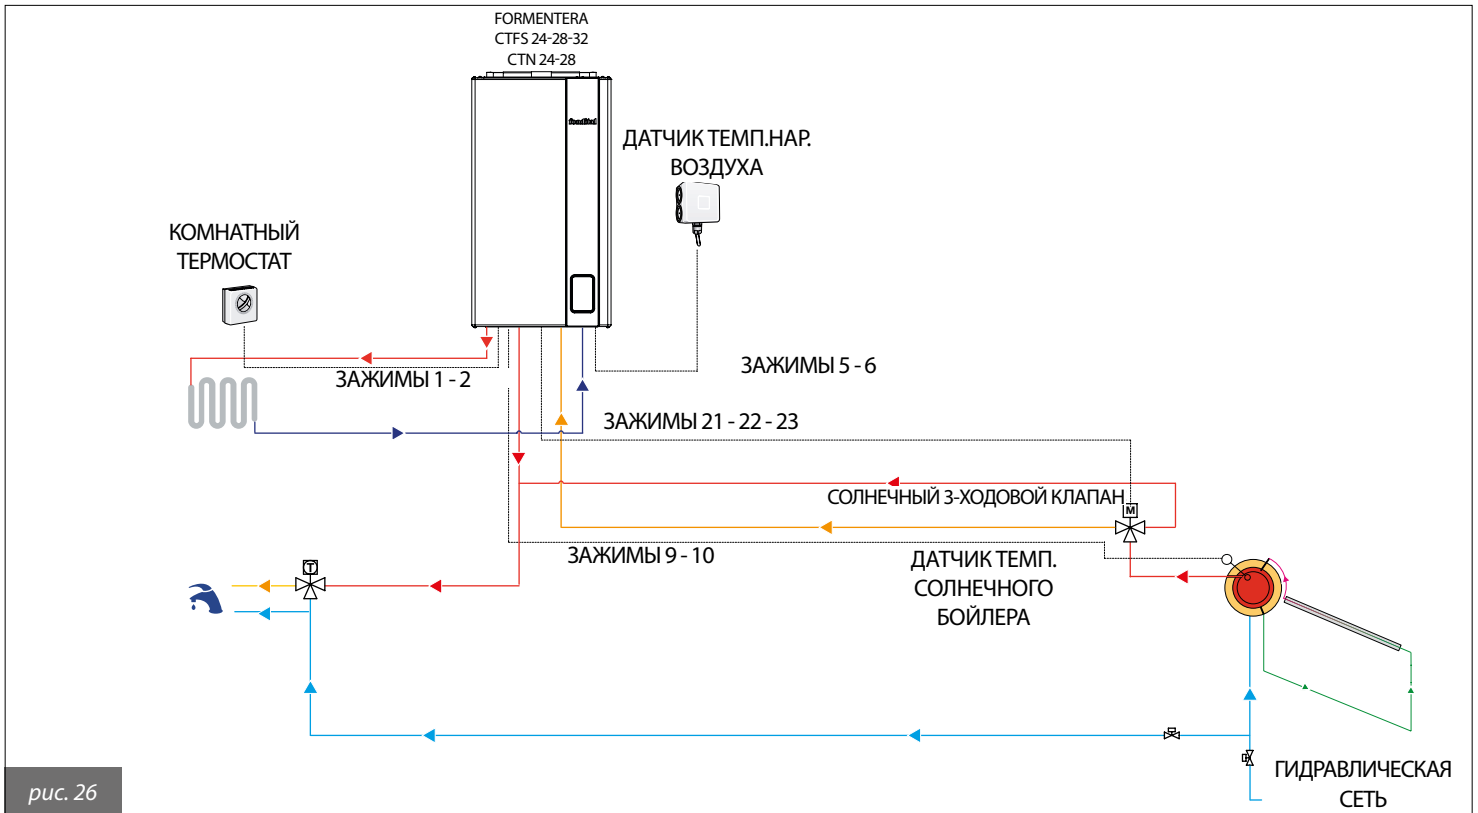 FORMENTERA
CTFS 24-28-32
CTN 24-28
fondital
ДАТЧИК ТЕМП.НАР.
ВОЗДУХА
КОМНАТНЫЙ
ТЕРМОСТАТ
ЗАЖИМЫ 1 - 2
ЗАЖИМЫ 5 - 6
ЗАЖИМЫ 21 - 22 - 23
СОЛНЕЧНЫЙ 3-ХОДОВОЙ КЛАПАН
M
ЗАЖИМЫ 9 - 10
ДАТЧИК ТЕМП.
СОЛНЕЧНОГО
БОЙЛЕРА
T
ГИДРАВЛИЧЕСКАЯ
СЕТЬ
рис. 26